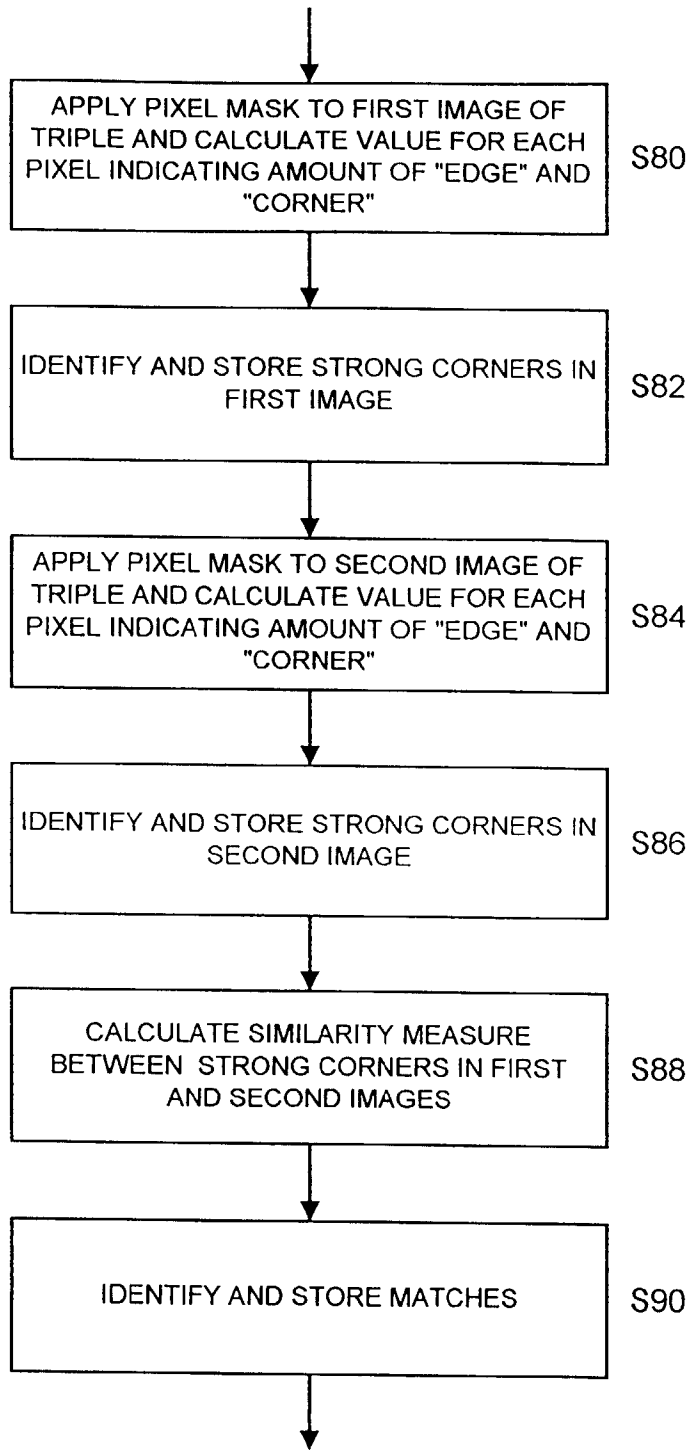 APPLY PIXEL MASK TO FIRST IMAGE OF
TRIPLE AND CALCULATE VALUE FOR EACH
PIXEL INDICATING AMOUNT OF "EDGE" AND
"CORNER"
S80
IDENTIFY AND STORE STRONG CORNERS IN
FIRST IMAGE
S82
APPLY PIXEL MASK TO SECOND IMAGE OF
TRIPLE AND CALCULATE VALUE FOR EACH
PIXEL INDICATING AMOUNT OF "EDGE" AND
"CORNER"
S84
IDENTIFY AND STORE STRONG CORNERS IN
SECOND IMAGE
S86
CALCULATE SIMILARITY MEASURE
BETWEEN STRONG CORNERS IN FIRST
AND SECOND IMAGES
S88
IDENTIFY AND STORE MATCHES
S90